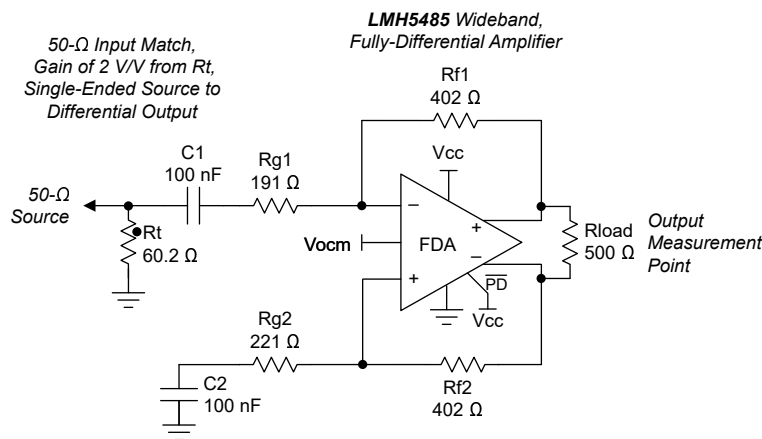 LMH5485 Wideband,
Fully-Differential Amplifier
50-Ω Input Match,
Gain of 2 V/V from Rt,
Single-Ended Source to
Differential Output
Rf1
402 Ω
C1
100 nF
Rg1
191 Ω
Vcc
50-Ω
Source
Rt
60.2 Ω
−
+
Vocm
FDA
−
+
PD
Vcc
Rload
500 Ω
Output
Measurement
Point
Rg2
221 Ω
C2
100 nF
Rf2
402 Ω